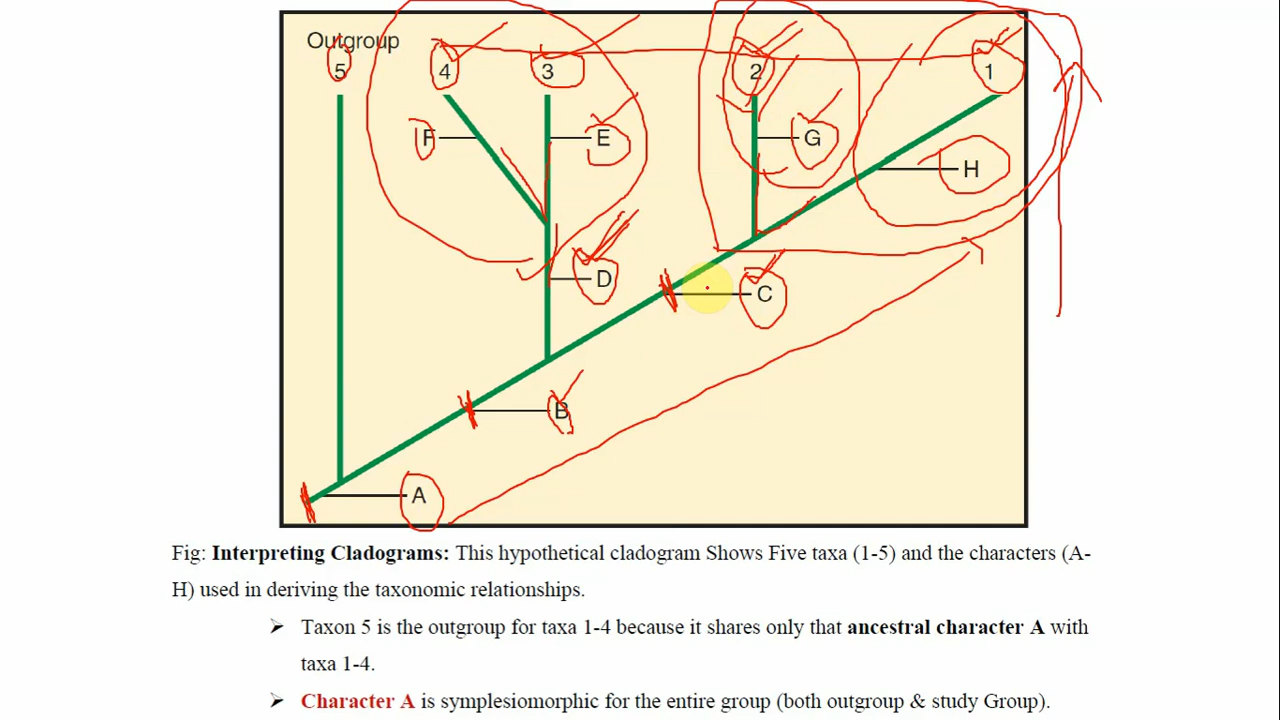 Outgroup
5 4 3 2 1
F E G H
D C
B
A
Fig: Interpreting Cladograms: This hypothetical cladogram Shows Five taxa (1-5) and the characters (A-
H) used in deriving the taxonomic relationships.
➢ Taxon 5 is the outgroup for taxa 1-4 because it shares only that ancestral character A with
taxa 1-4.
➢ Character A is symplesiomorphic for the entire group (both outgroup & study Group).